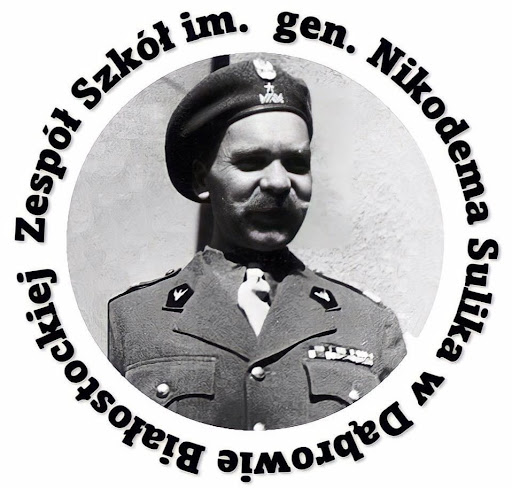 Zespół Szkół im. gen. Nikodema Sulika w Dąbrowie Białostockiej